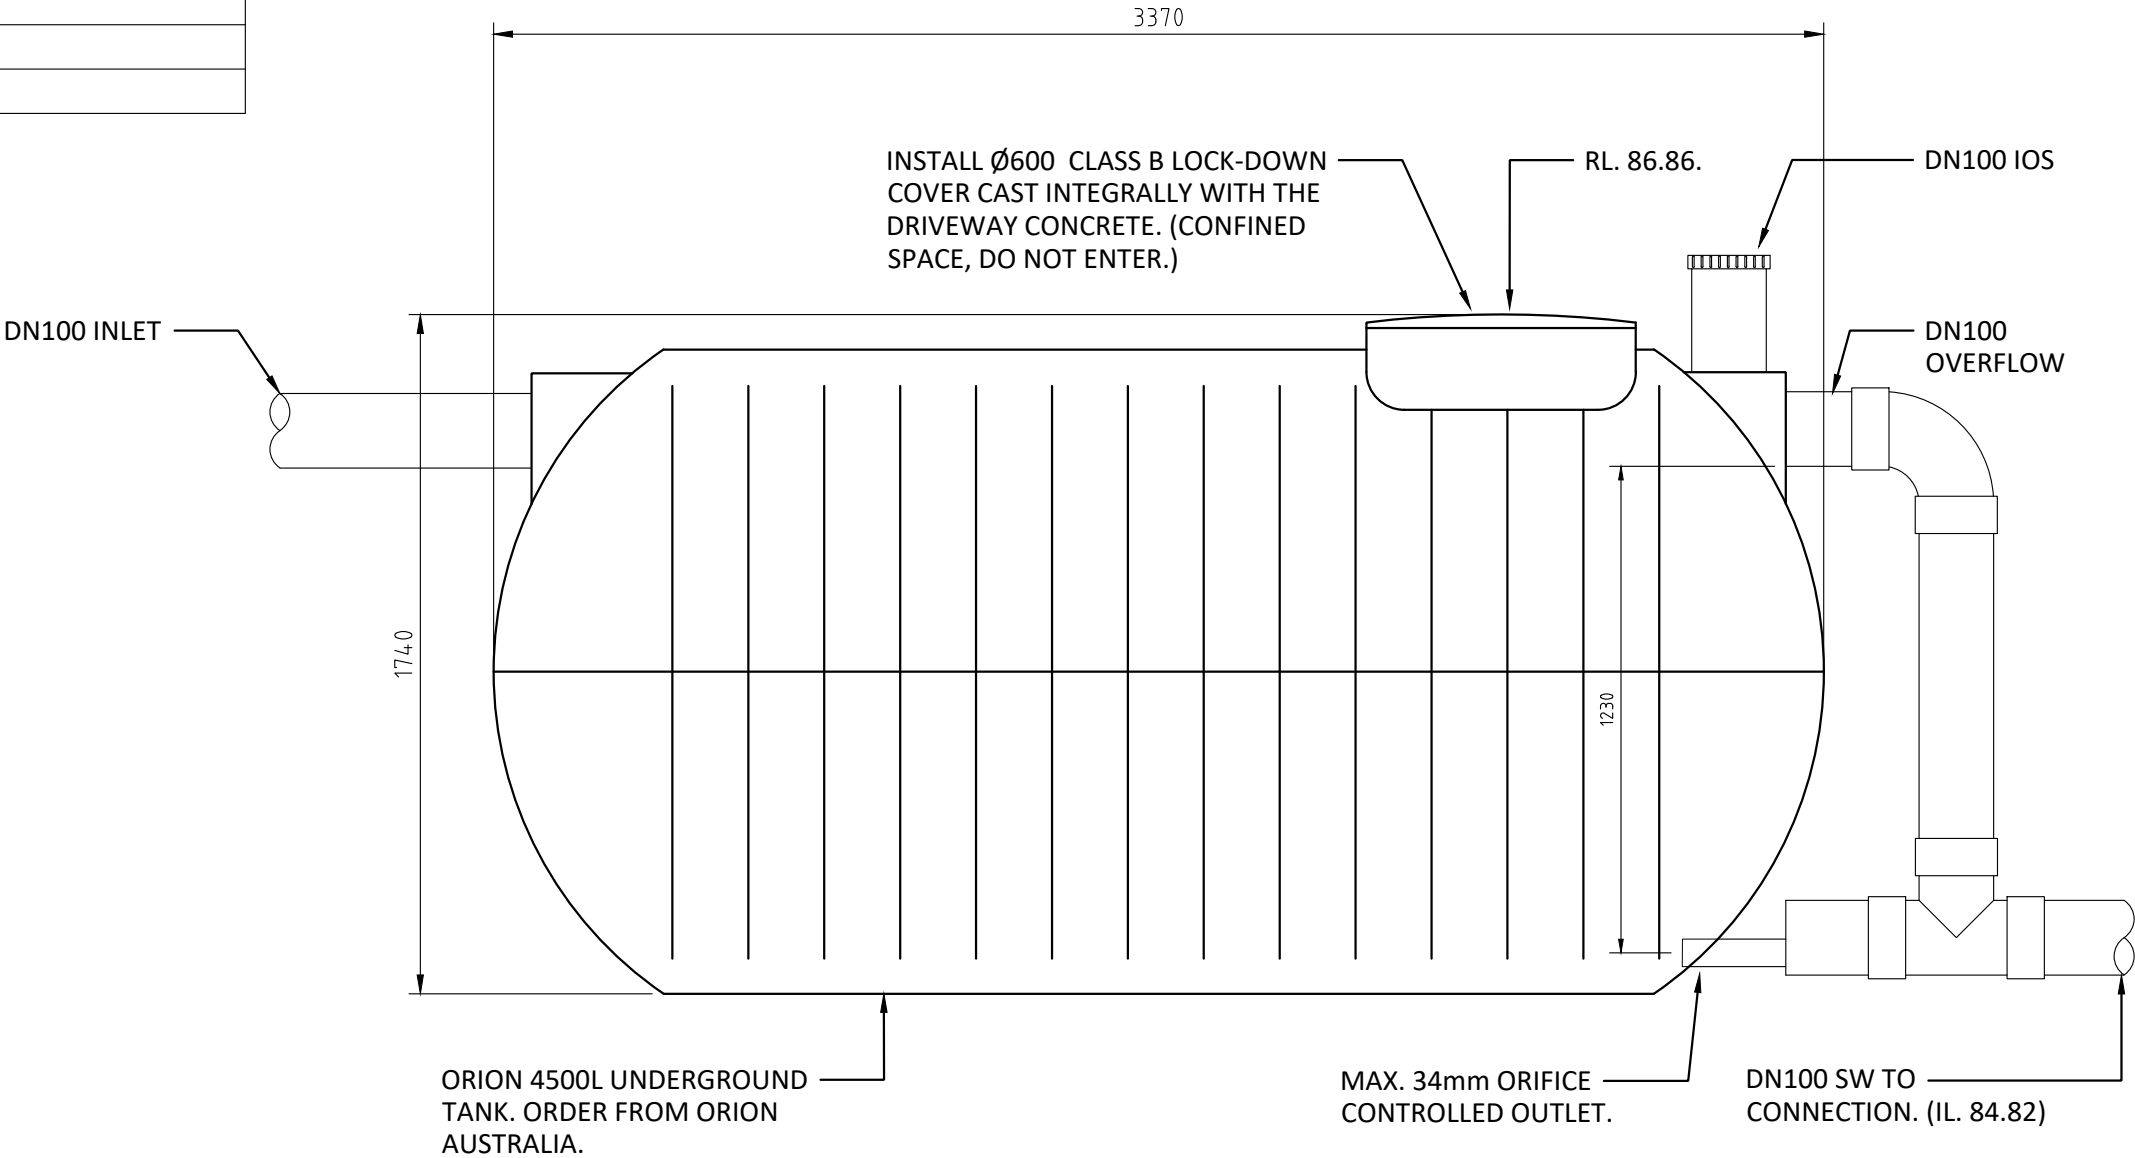 3370
INSTALL Ø600 CLASS B LOCK-DOWN
COVER CAST INTEGRALLY WITH THE
DRIVEWAY CONCRETE. (CONFINED
SPACE, DO NOT ENTER.)
RL. 86.86.
DN100 IOS
DN100 INLET
DN100
OVERFLOW
1740
1230
ORION 4500L UNDERGROUND
TANK. ORDER FROM ORION
AUSTRALIA.
MAX. 34mm ORIFICE
CONTROLLED OUTLET.
DN100 SW TO
CONNECTION. (IL. 84.82)